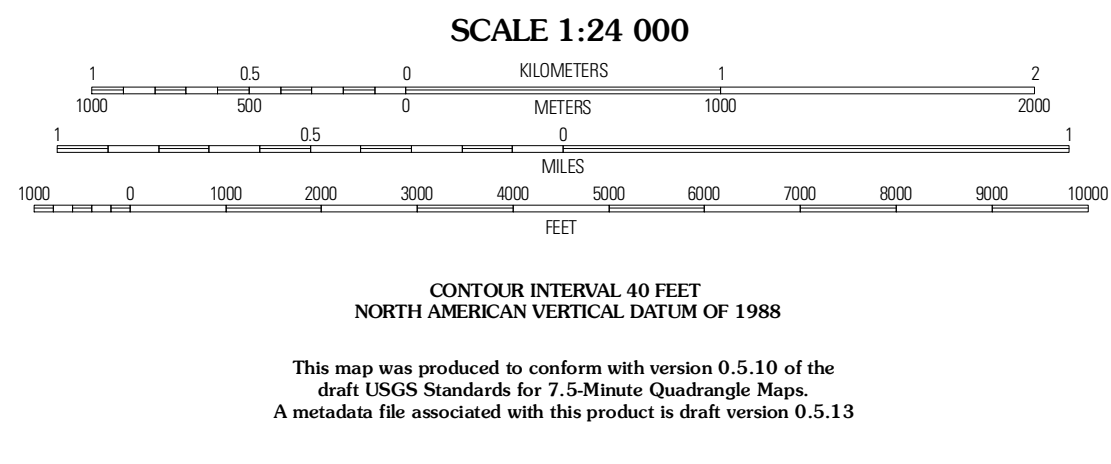 SCALE 1:24 000
1 0.5 0 KILOMETERS 1 2
1000 500 0 METERS 1000 2000
1 0.5 0 1
MILES
1000 0 1000 2000 3000 4000 5000 6000 7000 8000 9000 10000
FEET
CONTOUR INTERVAL 40 FEET
NORTH AMERICAN VERTICAL DATUM OF 1988
This map was produced to conform with version 0.5.10 of the
draft USGS Standards for 7.5-Minute Quadrangle Maps.
A metadata file associated with this product is draft version 0.5.13